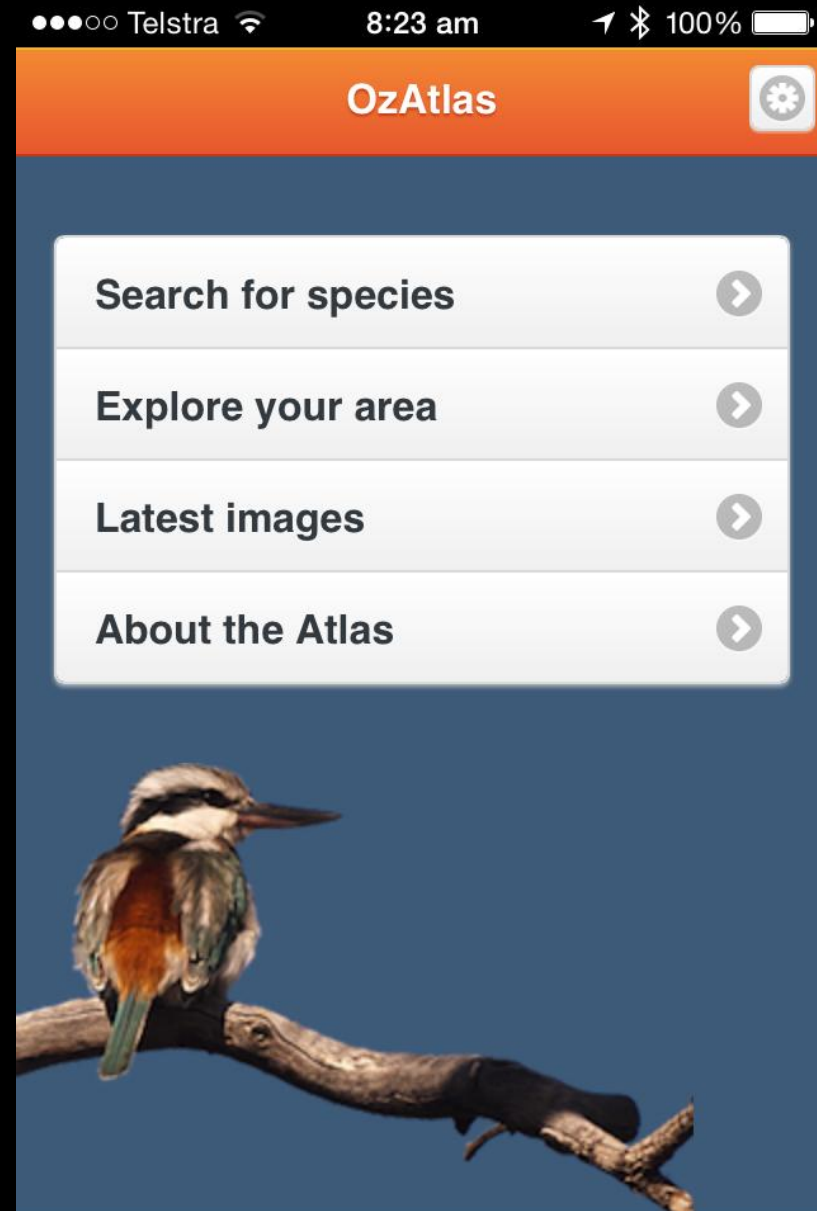 Telstra 8:23 am 100%
OzAtlas
Search for species
Explore your area
Latest images
About the Atlas